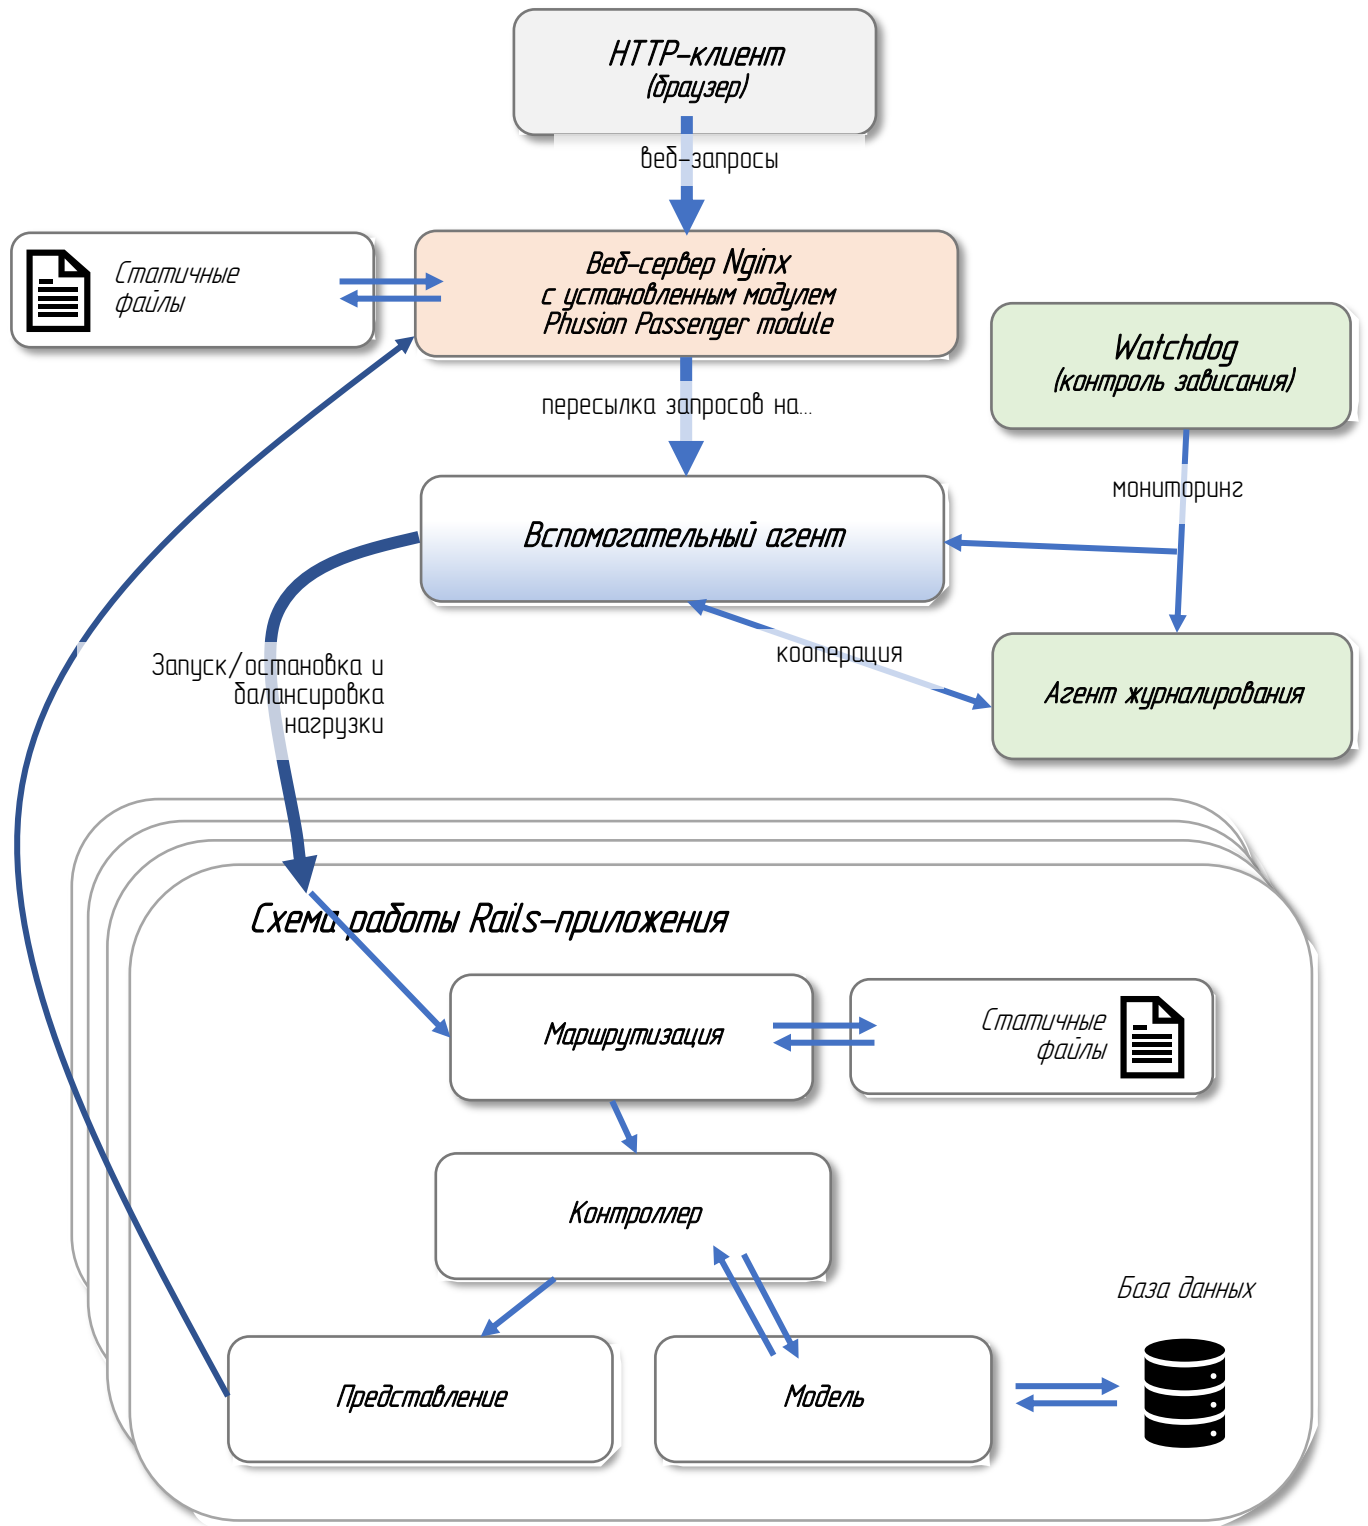 HTTP-клиент
(браузер)
веб-запросы
Статичные
файлы
Веб-сервер Nginx
с установленным модулем
Phusion Passenger module
Watchdog
(контроль зависания)
пересылка запросов на...
мониторинг
Вспомогательный агент
кооперация
Запуск/остановка и
балансировка
нагрузки
Агент журналирования
Схема работы Rails-приложения
Маршрутизация
Статичные
файлы
Контроллер
База данных
Представление
Модель